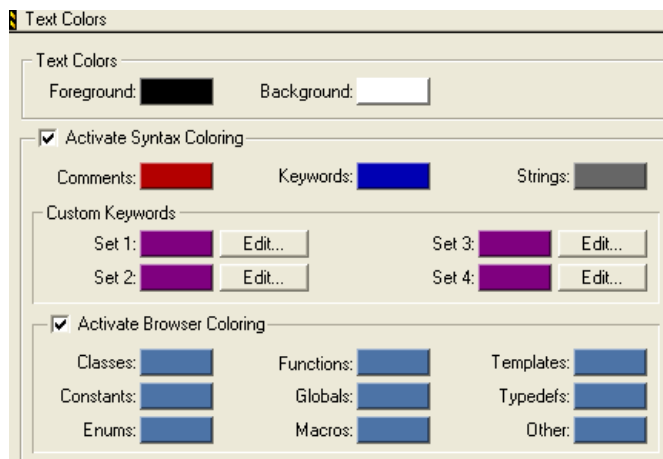 Text Colors
Text Colors
Foreground: Background:
Activate Syntax Coloring
Comments: Keywords: Strings:
Custom Keywords
Set 1: Edit... Set 3: Edit...
Set 2: Edit... Set 4: Edit...
Activate Browser Coloring
Classes: Functions: Templates:
Constants: Globals: Typedefs:
Enums: Macros: Other: